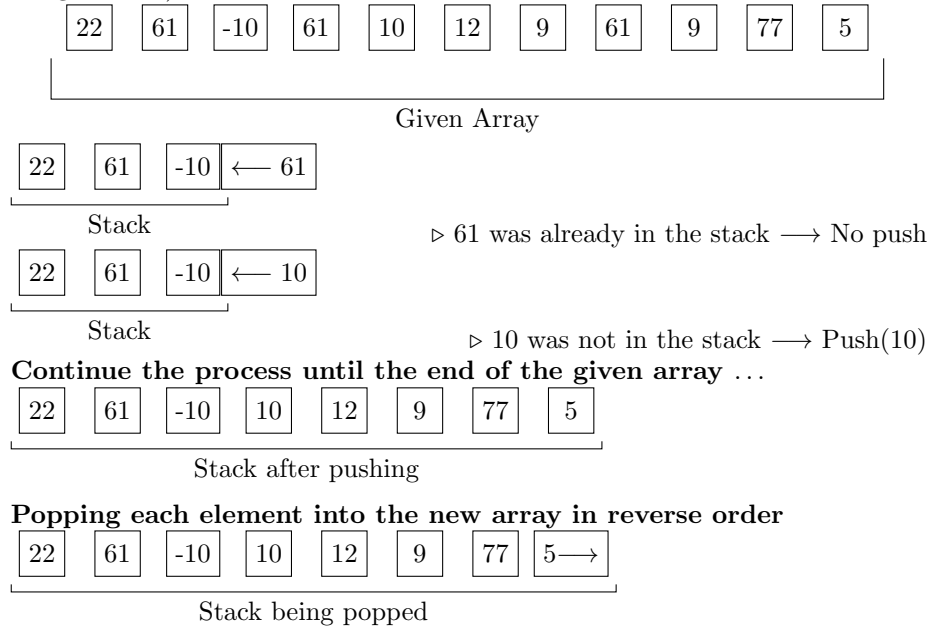 22 61 -10 61 10 12 9 61 9 77 5
Given Array
22 61 -10 ⟵ 61
Stack
▷ 61 was already in the stack ⟶ No push
22 61 -10 ⟵ 10
Stack
▷ 10 was not in the stack ⟶ Push(10)
Continue the process until the end of the given array ...
22 61 -10 10 12 9 77 5
Stack after pushing
Popping each element into the new array in reverse order
22 61 -10 10 12 9 77 5⟶
Stack being popped